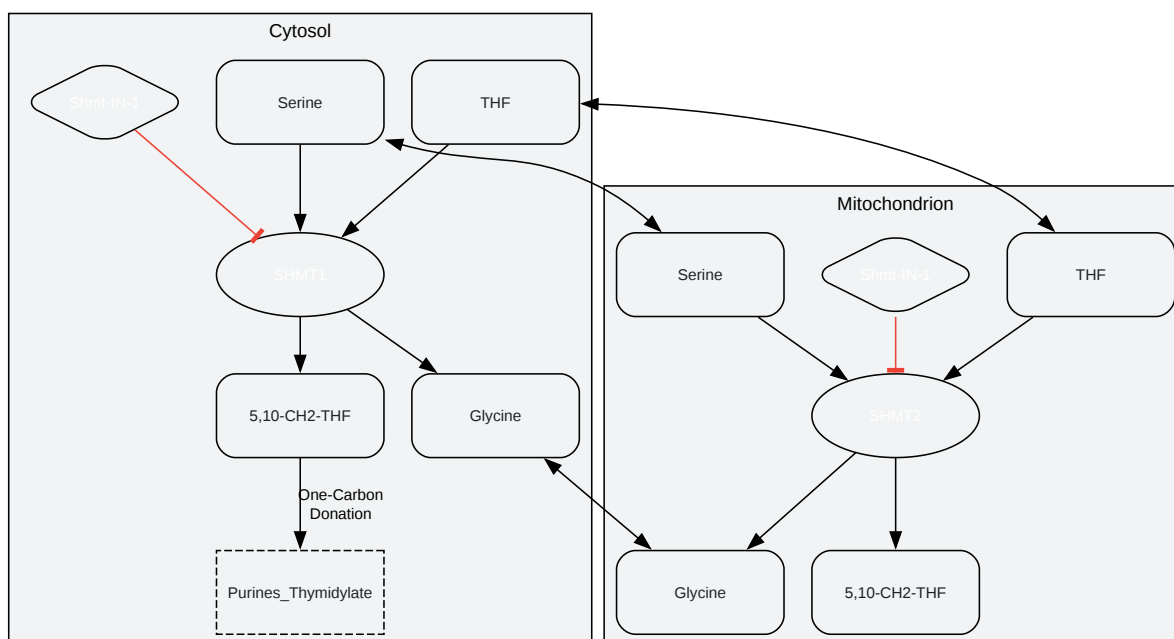 Cytosol
Shmt-IN-1
Serine
THF
Mitochondrion
SHMT1
Serine
Shmt-IN-1
THF
5,10-CH2-THF
Glycine
SHMT2
One-Carbon
Donation
Purines_Thymidylate
Glycine
5,10-CH2-THF